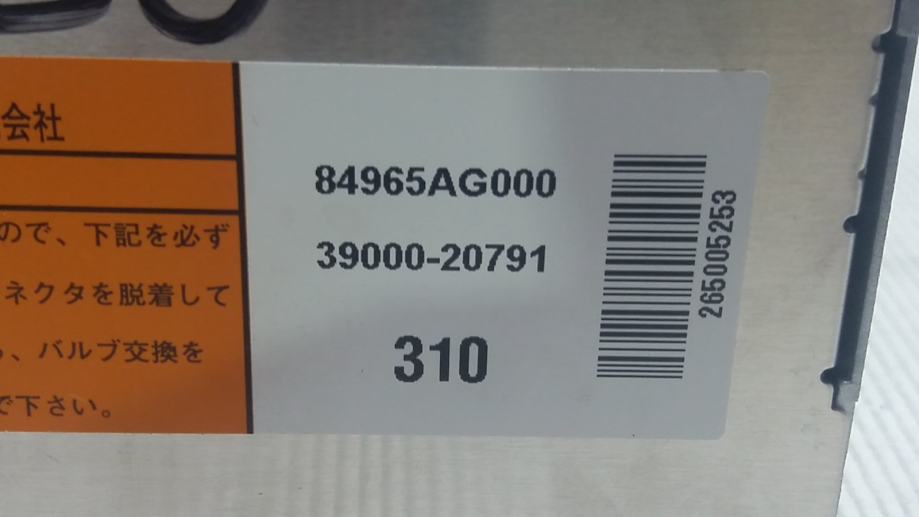 会社
ので、下記を必ず
ネクタを脱着して
、バルブ交換を
で下さい。
84965AG000
39000-20791
310
265005253